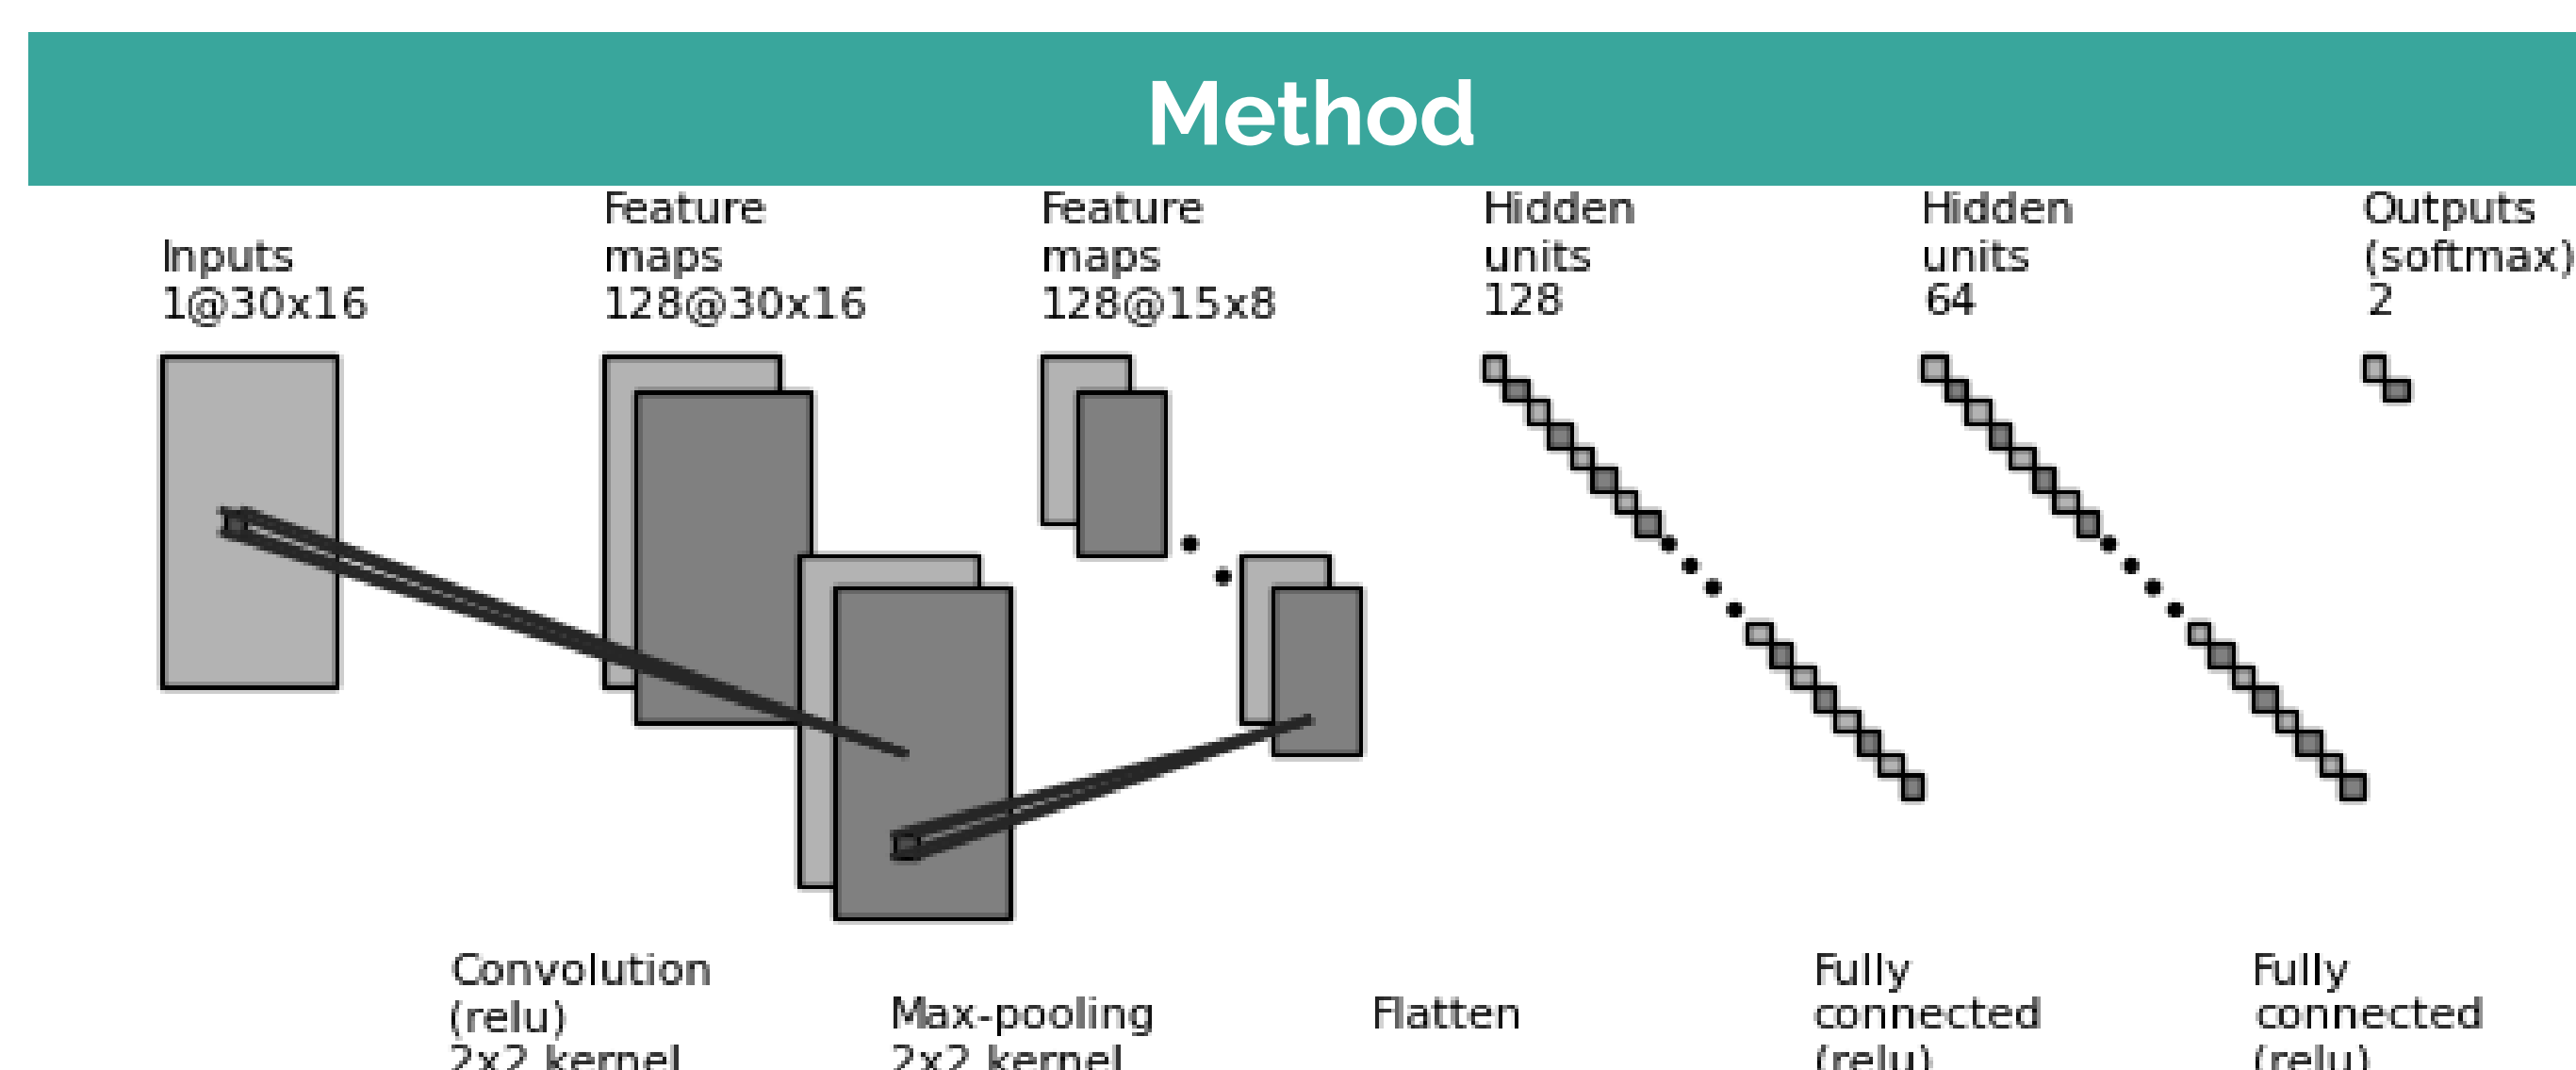 Method
Inputs
1@30x16
Feature
maps
128@30x16
Feature
maps
128@15x8
Hidden
units
128
Hidden
units
64
Outputs
(softmax)
2
Convolution
(relu)
2x2 kernel
Max-pooling
2x2 kernel
Flatten
Fully
connected
(relu)
Fully
connected
(relu)